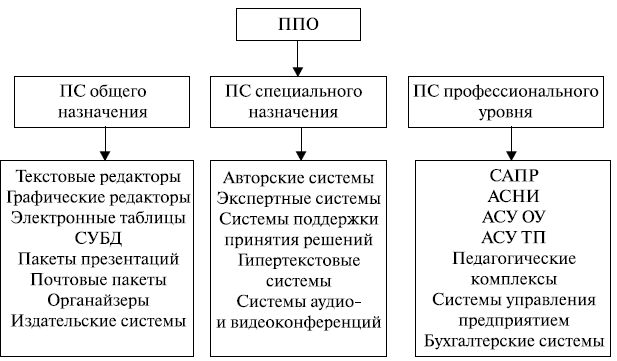 ППО
ПС общего
назначения
ПС специального
назначения
ПС профессионального
уровня
Текстовые редакторы
Графические редакторы
Электронные таблицы
СУБД
Пакеты презентаций
Почтовые пакеты
Органайзеры
Издательские системы
Авторские системы
Экспертные системы
Системы поддержки
принятия решений
Гипертекстовые
системы
Системы аудио-
и видеоконференций
САПР
АСНИ
АСУ ОУ
АСУ ТП
Педагогические
комплексы
Системы управления
предприятием
Бухгалтерские системы